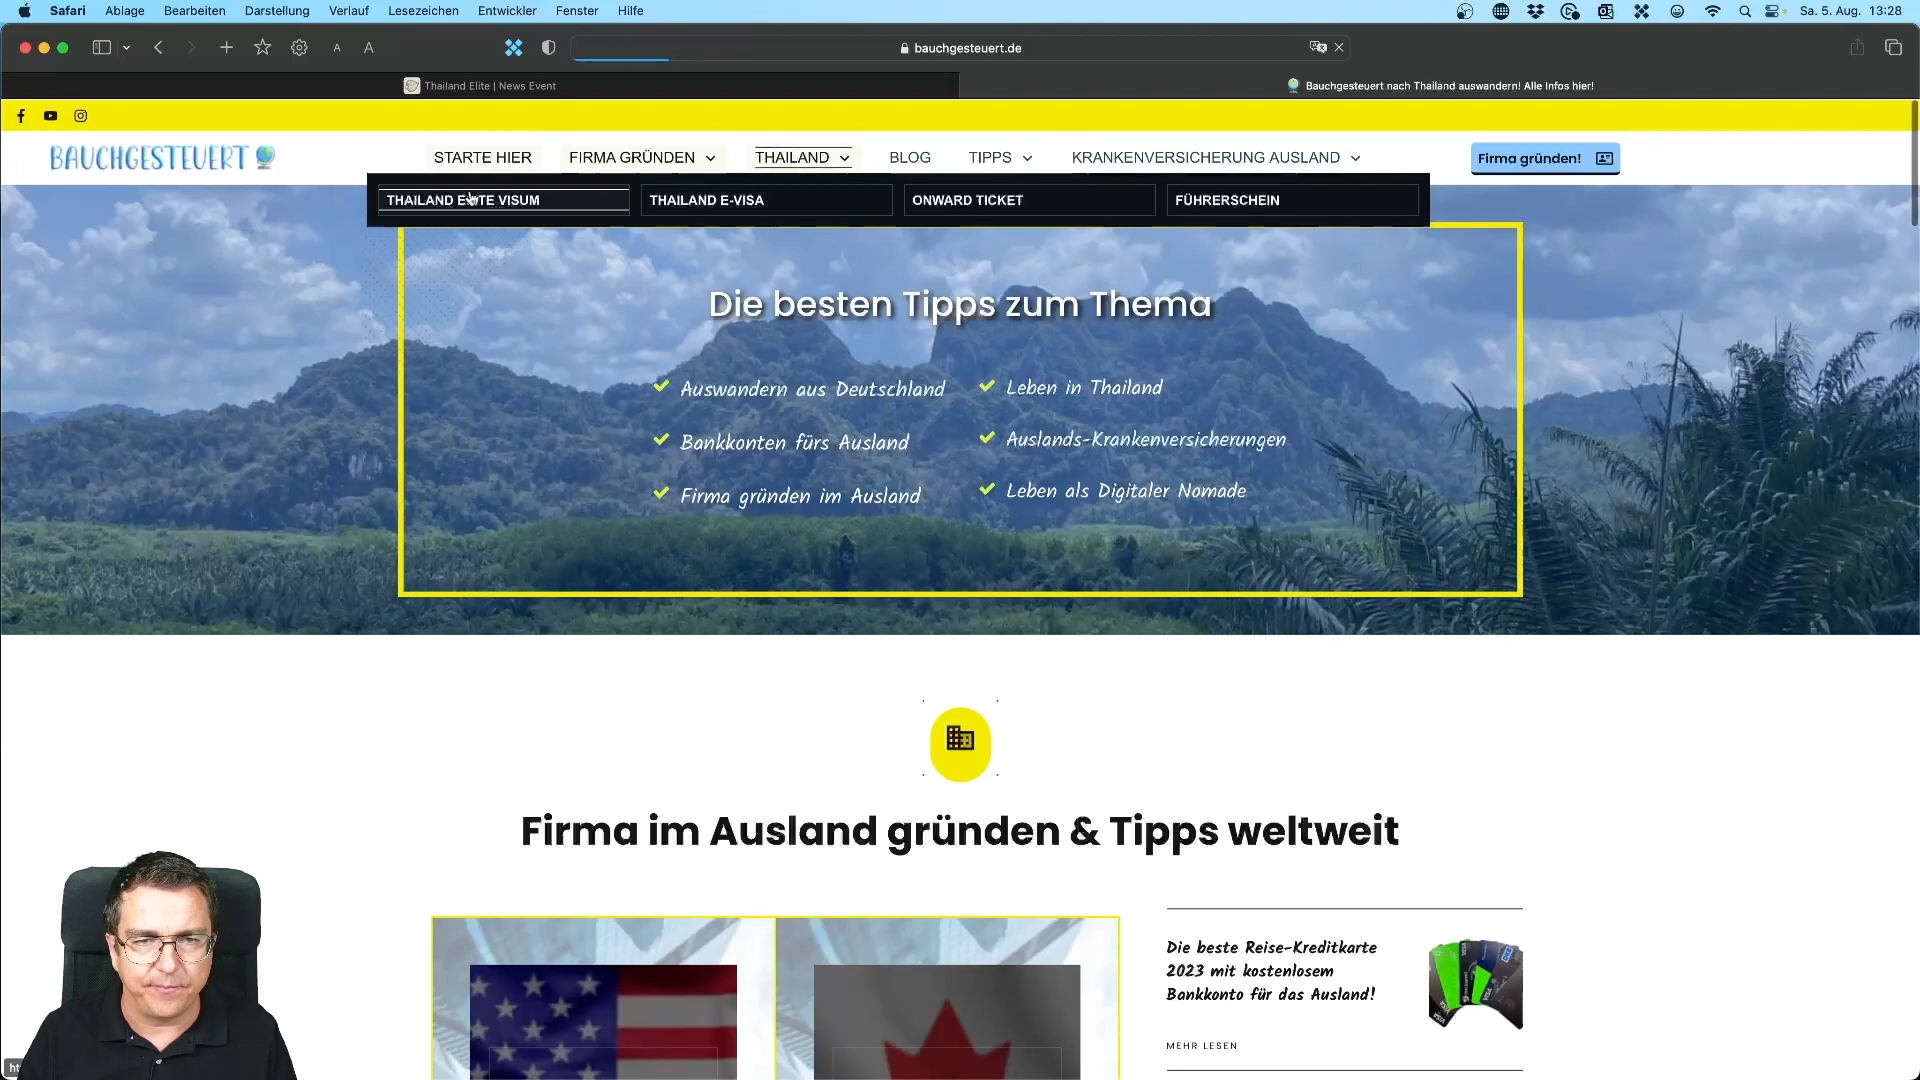 Safari Ablage Bearbeiten Darstellung Verlauf Lesezeichen Entwickler Fenster Hilfe Sa. 5. Aug. 13:28
A A bauchgesteuert.de
Thailand Elite | News Event Bauchgesteuert nach Thailand auswandern! Alle Infos hier!
BAUCHGESTEUERT STARTE HIER FIRMA GRÜNDEN THAILAND BLOG TIPPS KRANKENVERSICHERUNG AUSLAND Firma gründen!
THAILAND ELITE VISUM THAILAND E-VISA ONWARD TICKET FÜHRERSCHEIN
Die besten Tipps zum Thema
Auswandern aus Deutschland Leben in Thailand
Bankkonten fürs Ausland Auslands-Krankenversicherungen
Firma gründen im Ausland Leben als Digitaler Nomade
Firma im Ausland gründen & Tipps weltweit
Die beste Reise-Kreditkarte
2023 mit kostenlosem
Bankkonto für das Ausland!
MEHR LESEN